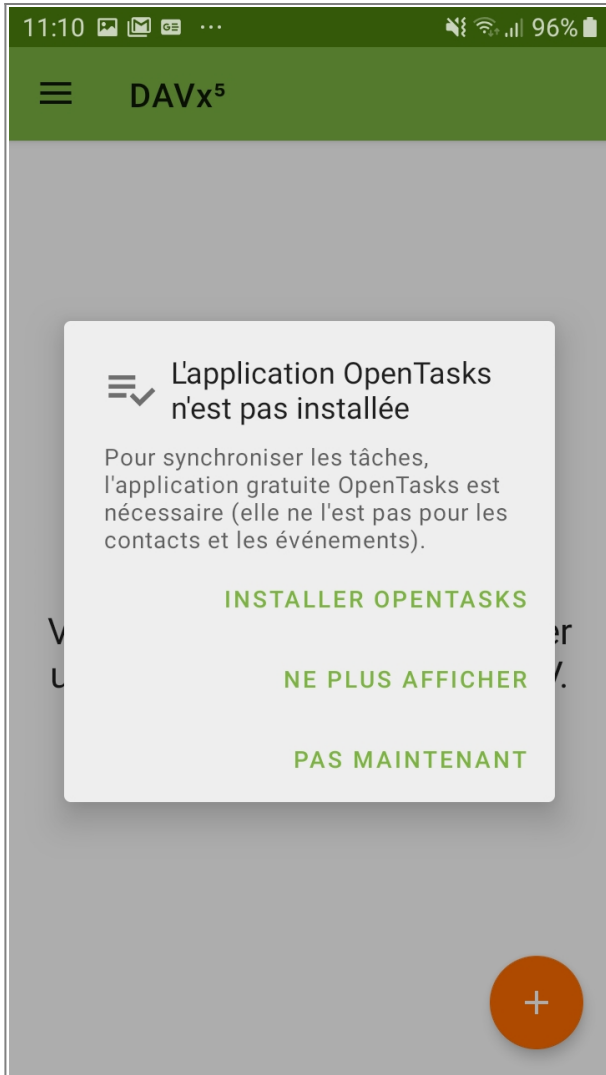 11:10 96%
DAVx⁵
L'application OpenTasks
n'est pas installée
Pour synchroniser les tâches,
l'application gratuite OpenTasks est
nécessaire (elle ne l'est pas pour les
contacts et les événements).
INSTALLER OPENTASKS
NE PLUS AFFICHER
PAS MAINTENANT